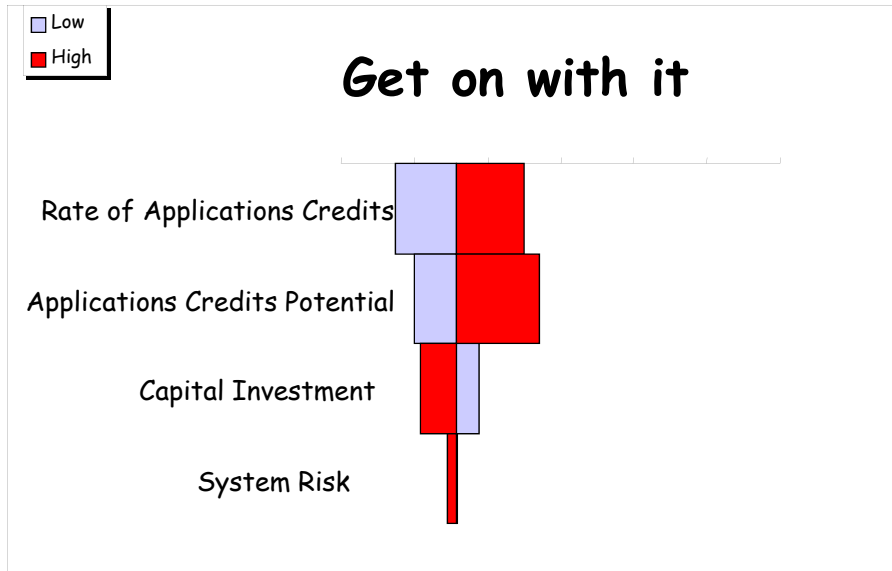 Low
High
Get on with it
Rate of Applications Credits
Applications Credits Potential
Capital Investment
System Risk